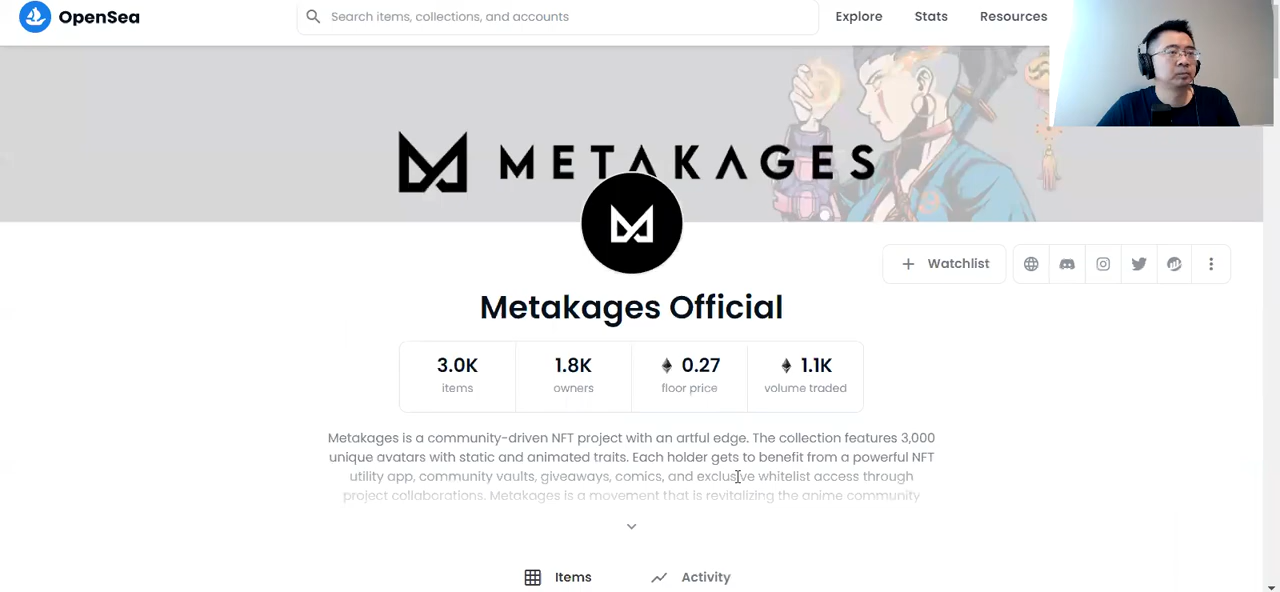 OpenSea
Search items, collections, and accounts
Explore
Stats
Resources
METAKAGES
Watchlist
Metakages Official
3.0K
items
1.8K
owners
0.27
floor price
1.1K
volume traded
Metakages is a community-driven NFT project with an artful edge. The collection features 3,000
unique avatars with static and animated traits. Each holder gets to benefit from a powerful NFT
utility app, community vaults, giveaways, comics, and exclusive whitelist access through
project collaborations. Metakages is a movement that is revitalizing the anime community
Items
Activity